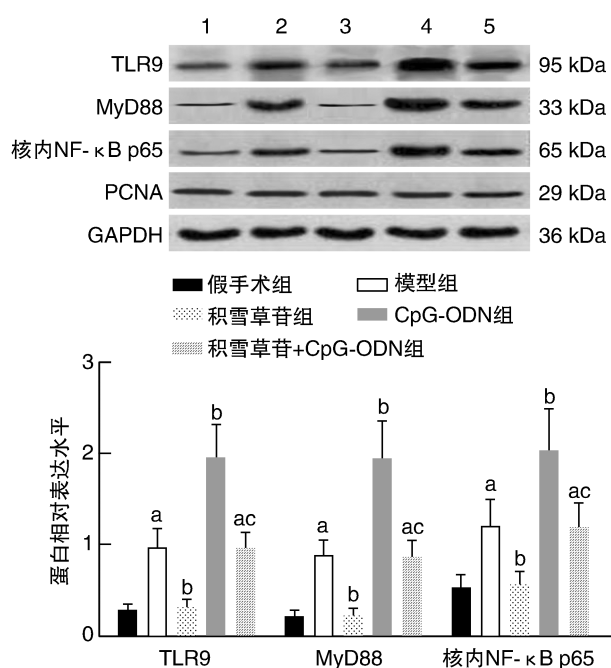 1 2 3 4 5
TLR9 95 kDa
MyD88 33 kDa
核内NF-κB p65 65 kDa
PCNA 29 kDa
GAPDH 36 kDa
假手术组 模型组
积雪草苷组 CpG-ODN组
积雪草苷+CpG-ODN组
蛋白相对表达水平
3
2
1
0
a b b ac
a b b ac
a b b ac
TLR9 MyD88 核内NF-κB p65